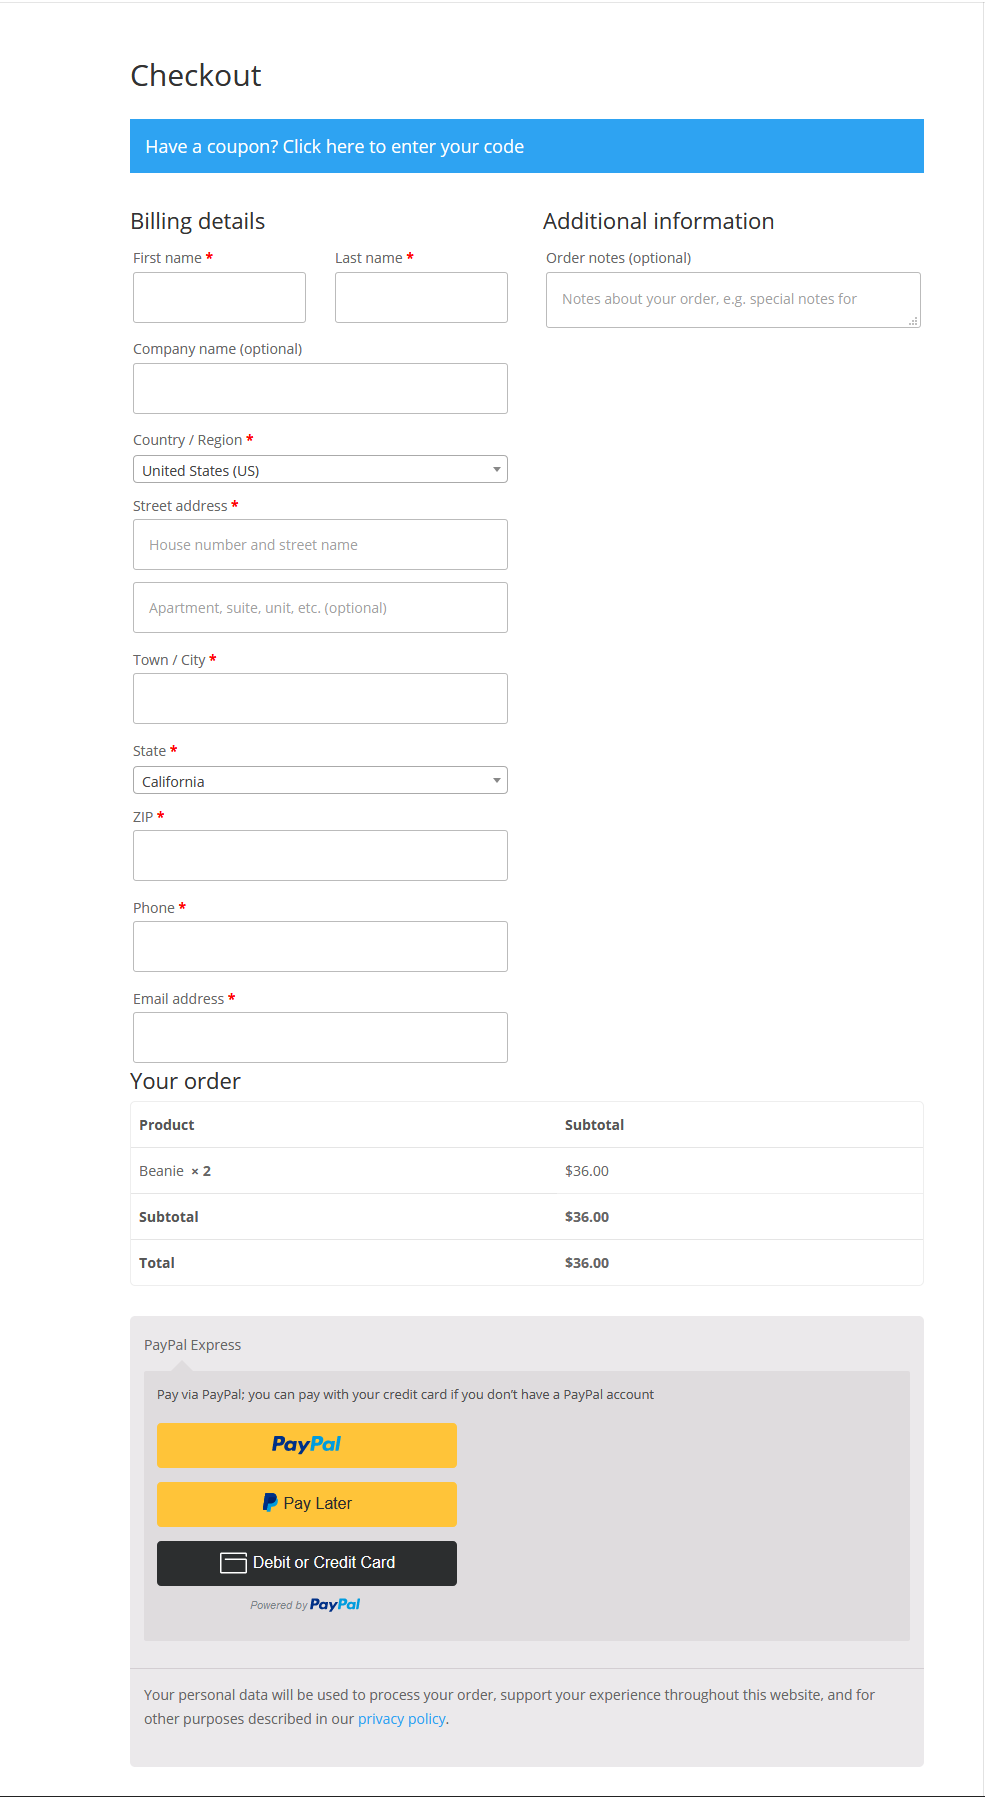 Checkout
Have a coupon? Click here to enter your code
Billing details
First name *
Last name *
Company name (optional)
Country / Region *
United States (US)
Street address *
House number and street name
Apartment, suite, unit, etc. (optional)
Town / City *
State *
California
ZIP *
Phone *
Email address *
Additional information
Order notes (optional)
Notes about your order, e.g. special notes for
Your order
Product Subtotal
Beanie × 2 $36.00
Subtotal $36.00
Total $36.00
PayPal Express
Pay via PayPal; you can pay with your credit card if you don’t have a PayPal account
PayPal
Pay Later
Debit or Credit Card
Powered by PayPal
Your personal data will be used to process your order, support your experience throughout this website, and for
other purposes described in our privacy policy.